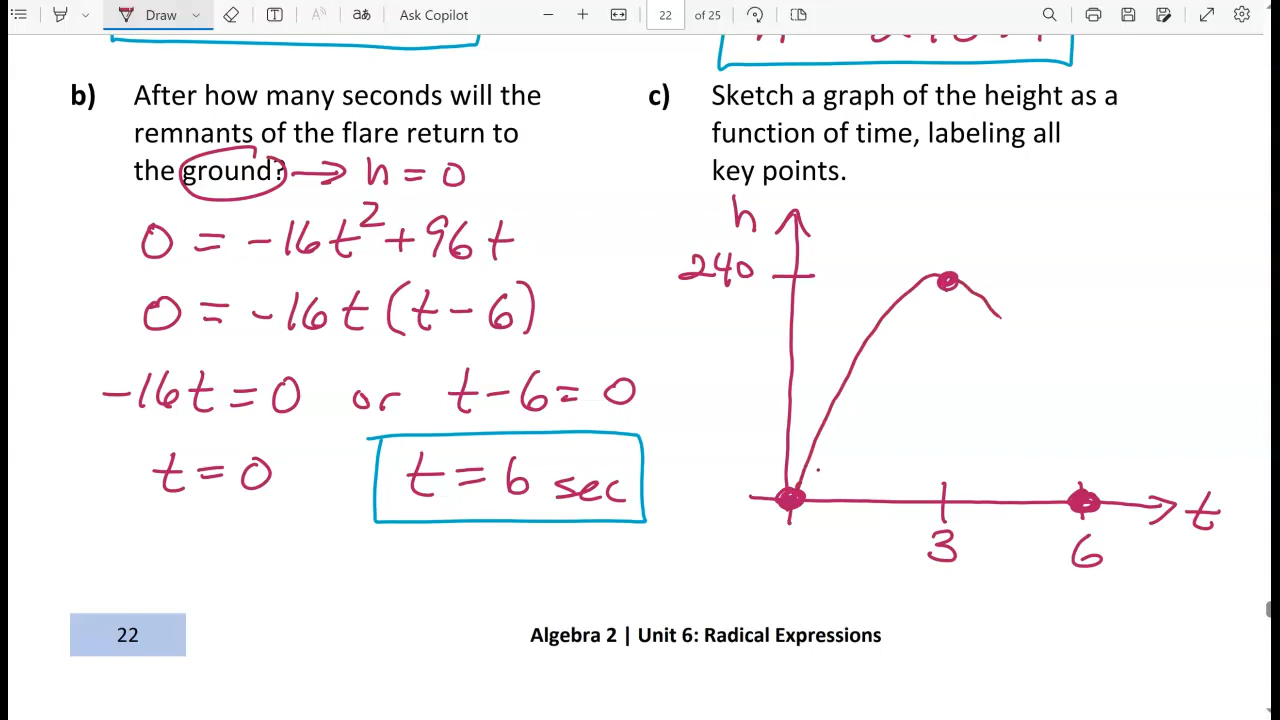 Draw Ask Copilot 22 of 25
b) After how many seconds will the
remnants of the flare return to
the ground? → h = 0
0 = -16t² + 96t
0 = -16t(t - 6)
-16t = 0 or t - 6 = 0
t = 0 t = 6 sec
c) Sketch a graph of the height as a
function of time, labeling all
key points.
h
240
t
3 6
22
Algebra 2 | Unit 6: Radical Expressions